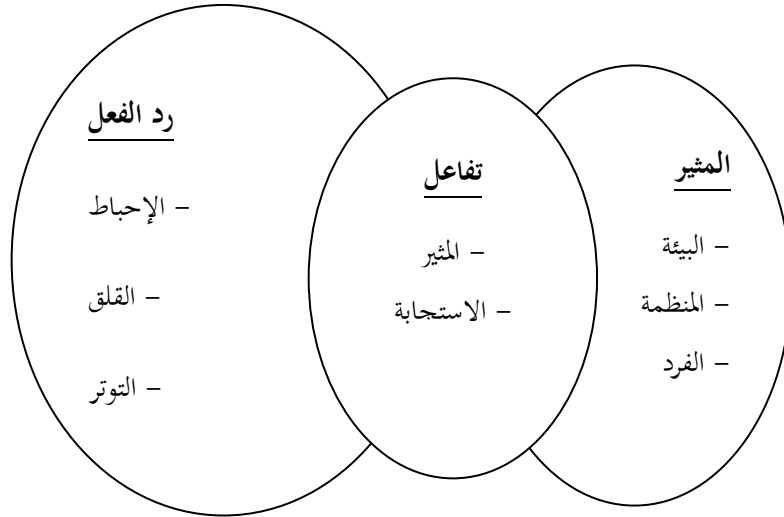 المثير
– البيئة
– المنظمة
– الفرد
تفاعل
– المثير
– الاستجابة
رد الفعل
– الإحباط
– القلق
– التوتر